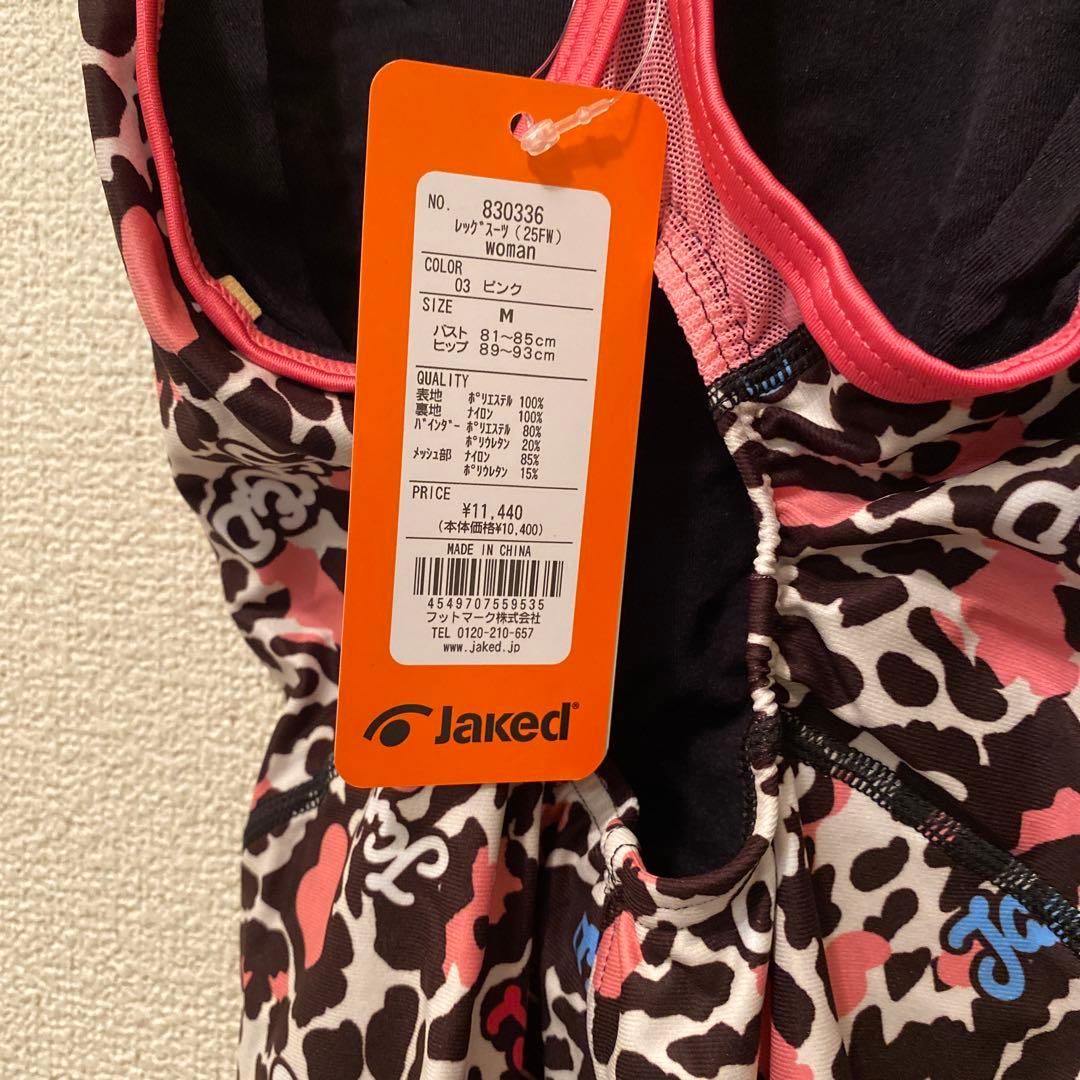 NO. 830336
レッグスーツ(25FW)
woman
COLOR
03 ピンク
SIZE
M
バスト 81～85cm
ヒップ 89～93cm
QUALITY
表地 ポリエステル 100%
裏地 ナイロン 100%
バインダー ポリエステル 80%
ポリウレタン 20%
メッシュ部 ナイロン 85%
ポリウレタン 15%
PRICE
¥11,440
(本体価格¥10,400)
MADE IN CHINA
4549707559535
フットマーク株式会社
TEL 0120-210-657
www.jaked.jp
Jaked®